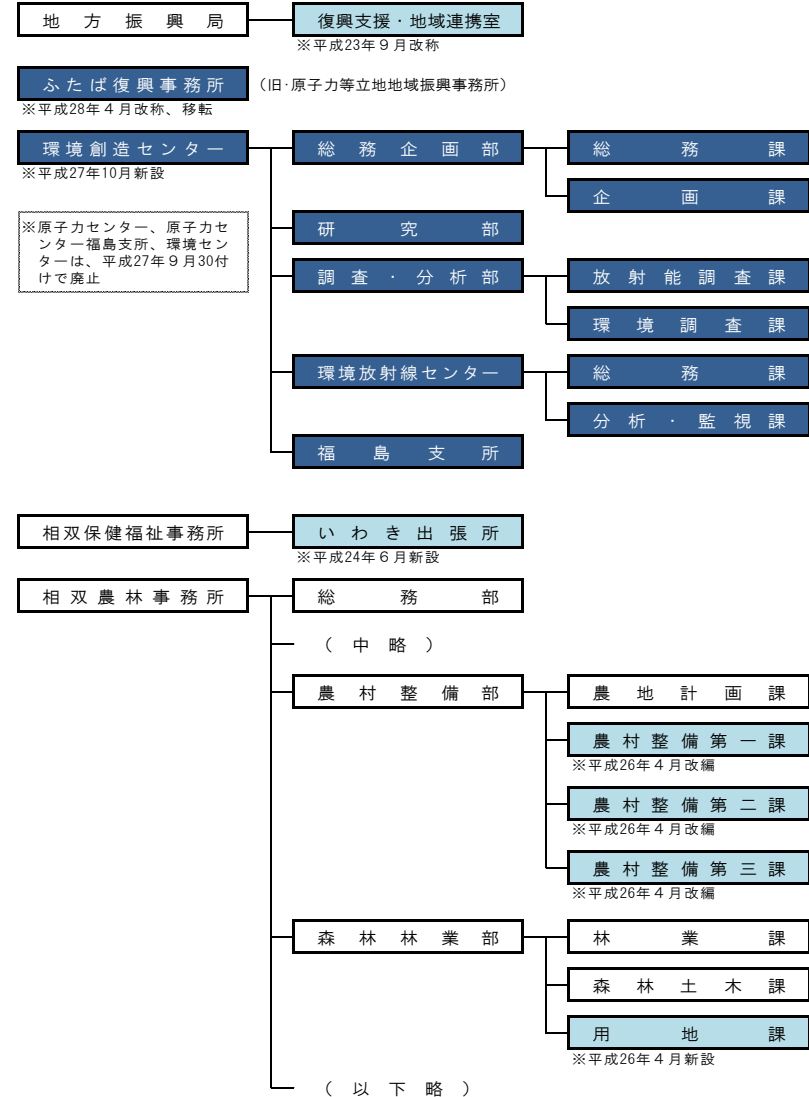 地方振興局
復興支援・地域連携室
※平成23年９月改称
ふたば復興事務所
（旧・原子力等立地地域振興事務所）
※平成28年４月改称、移転
環境創造センター
総務企画部
総務課
※平成27年10月新設
企画課
※原子力センター、原子力セ
ンター福島支所、環境セン
ターは、平成27年９月30付
けで廃止
研究部
調査・分析部
放射能調査課
環境調査課
環境放射線センター
総務課
分析・監視課
福島支所
相双保健福祉事務所
いわき出張所
※平成24年６月新設
相双農林事務所
総務部
（中略）
農村整備部
農地計画課
農村整備第一課
※平成26年４月改編
農村整備第二課
※平成26年４月改編
農村整備第三課
※平成26年４月改編
森林林業部
林業課
森林土木課
用地課
※平成26年４月新設
（以下略）